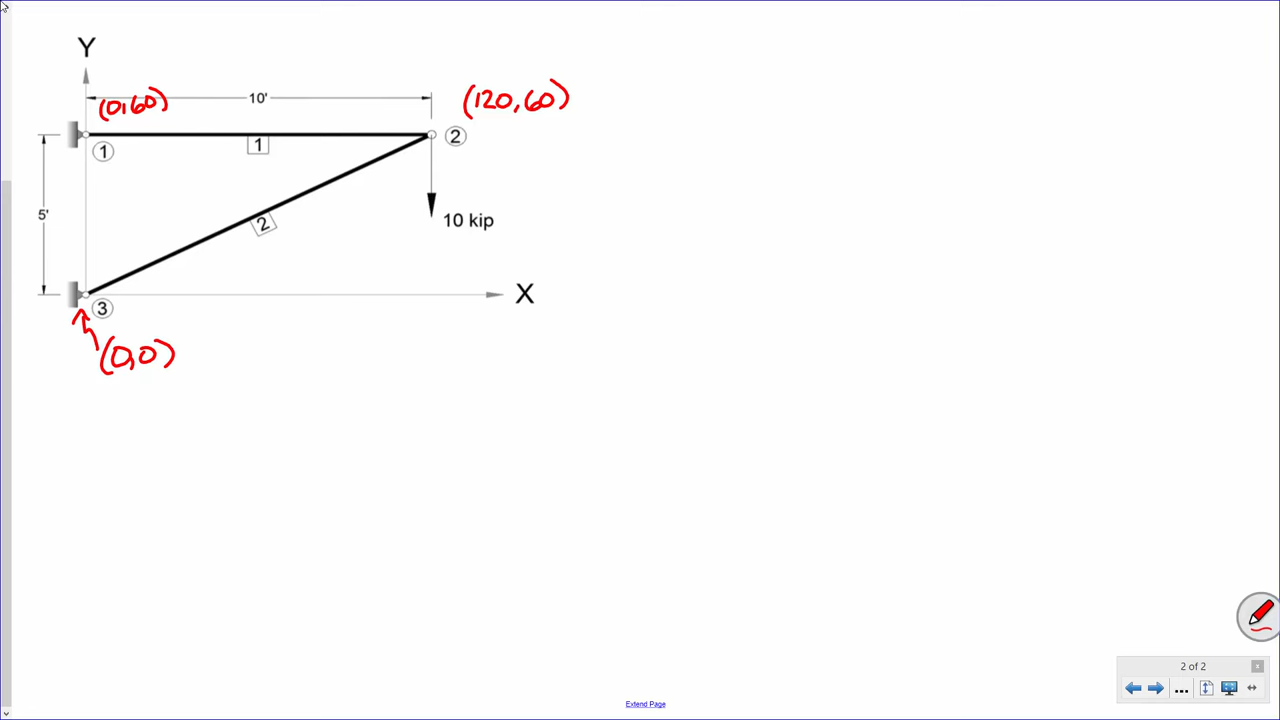 Y
(0,60)
10'
(120,60)
1
1
2
5'
2
10 kip
3
X
(0,0)
2 of 2
...
Extend Page